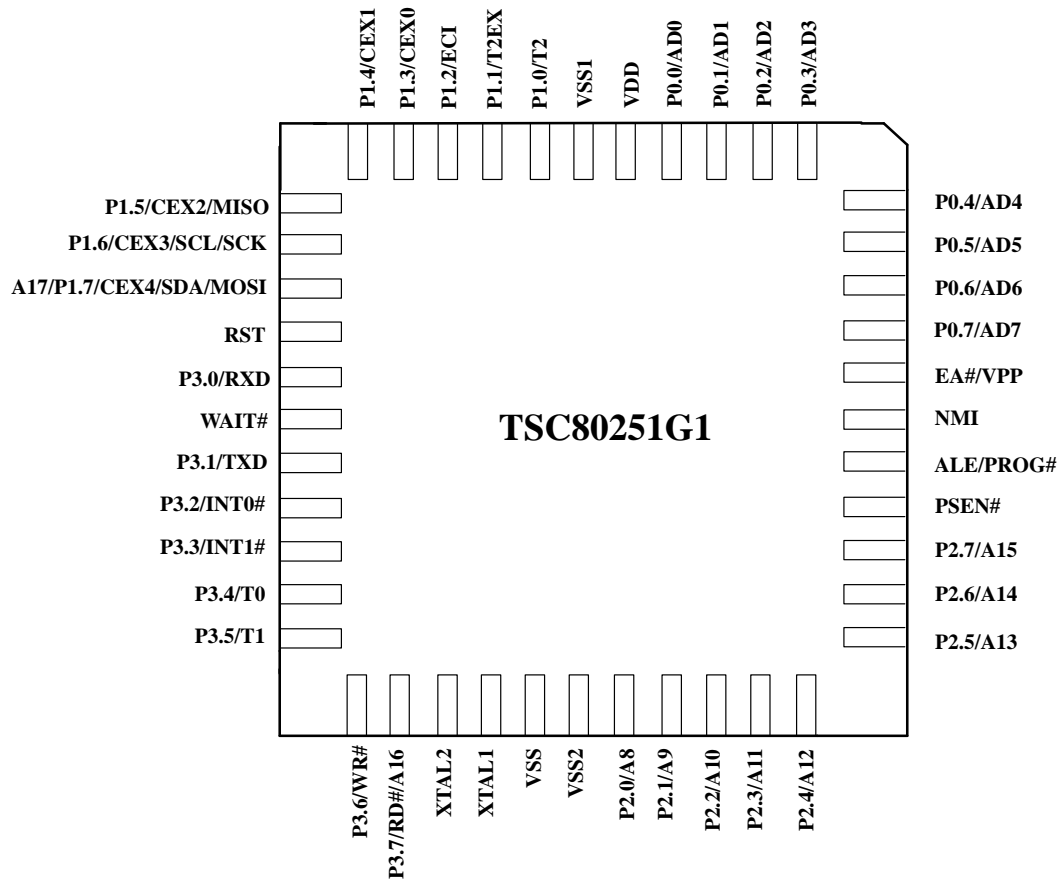 P1.4/CEX1
P1.3/CEX0
P1.2/ECI
P1.1/T2EX
P1.0/T2
VSS1
VDD
P0.0/AD0
P0.1/AD1
P0.2/AD2
P0.3/AD3
P1.5/CEX2/MISO
P1.6/CEX3/SCL/SCK
A17/P1.7/CEX4/SDA/MOSI
RST
P3.0/RXD
WAIT#
P3.1/TXD
P3.2/INT0#
P3.3/INT1#
P3.4/T0
P3.5/T1
TSC80251G1
P0.4/AD4
P0.5/AD5
P0.6/AD6
P0.7/AD7
EA#/VPP
NMI
ALE/PROG#
PSEN#
P2.7/A15
P2.6/A14
P2.5/A13
P3.6/WR#
P3.7/RD#/A16
XTAL2
XTAL1
VSS
VSS2
P2.0/A8
P2.1/A9
P2.2/A10
P2.3/A11
P2.4/A12